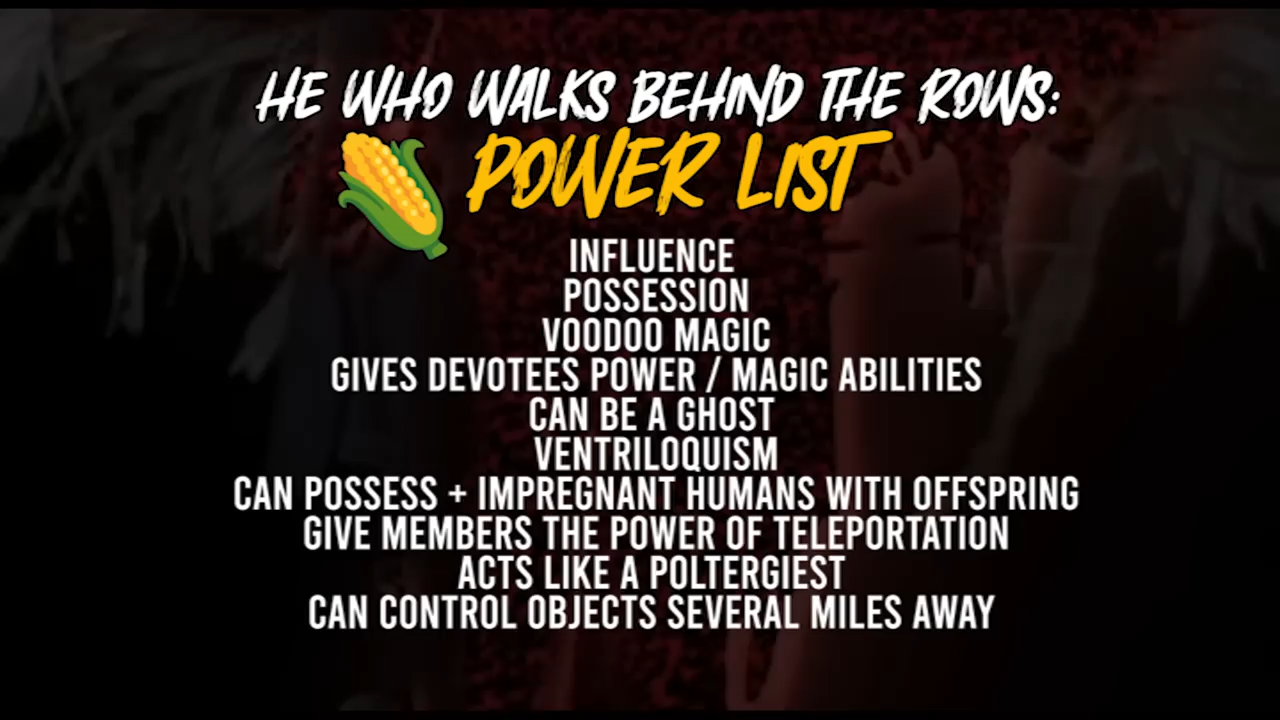 HE WHO WALKS BEHIND THE ROWS:
POWER LIST
INFLUENCE
POSSESSION
VOODOO MAGIC
GIVES DEVOTEES POWER / MAGIC ABILITIES
CAN BE A GHOST
VENTRILOQUISM
CAN POSSESS + IMPREGNANT HUMANS WITH OFFSPRING
GIVE MEMBERS THE POWER OF TELEPORTATION
ACTS LIKE A POLTERGIEST
CAN CONTROL OBJECTS SEVERAL MILES AWAY